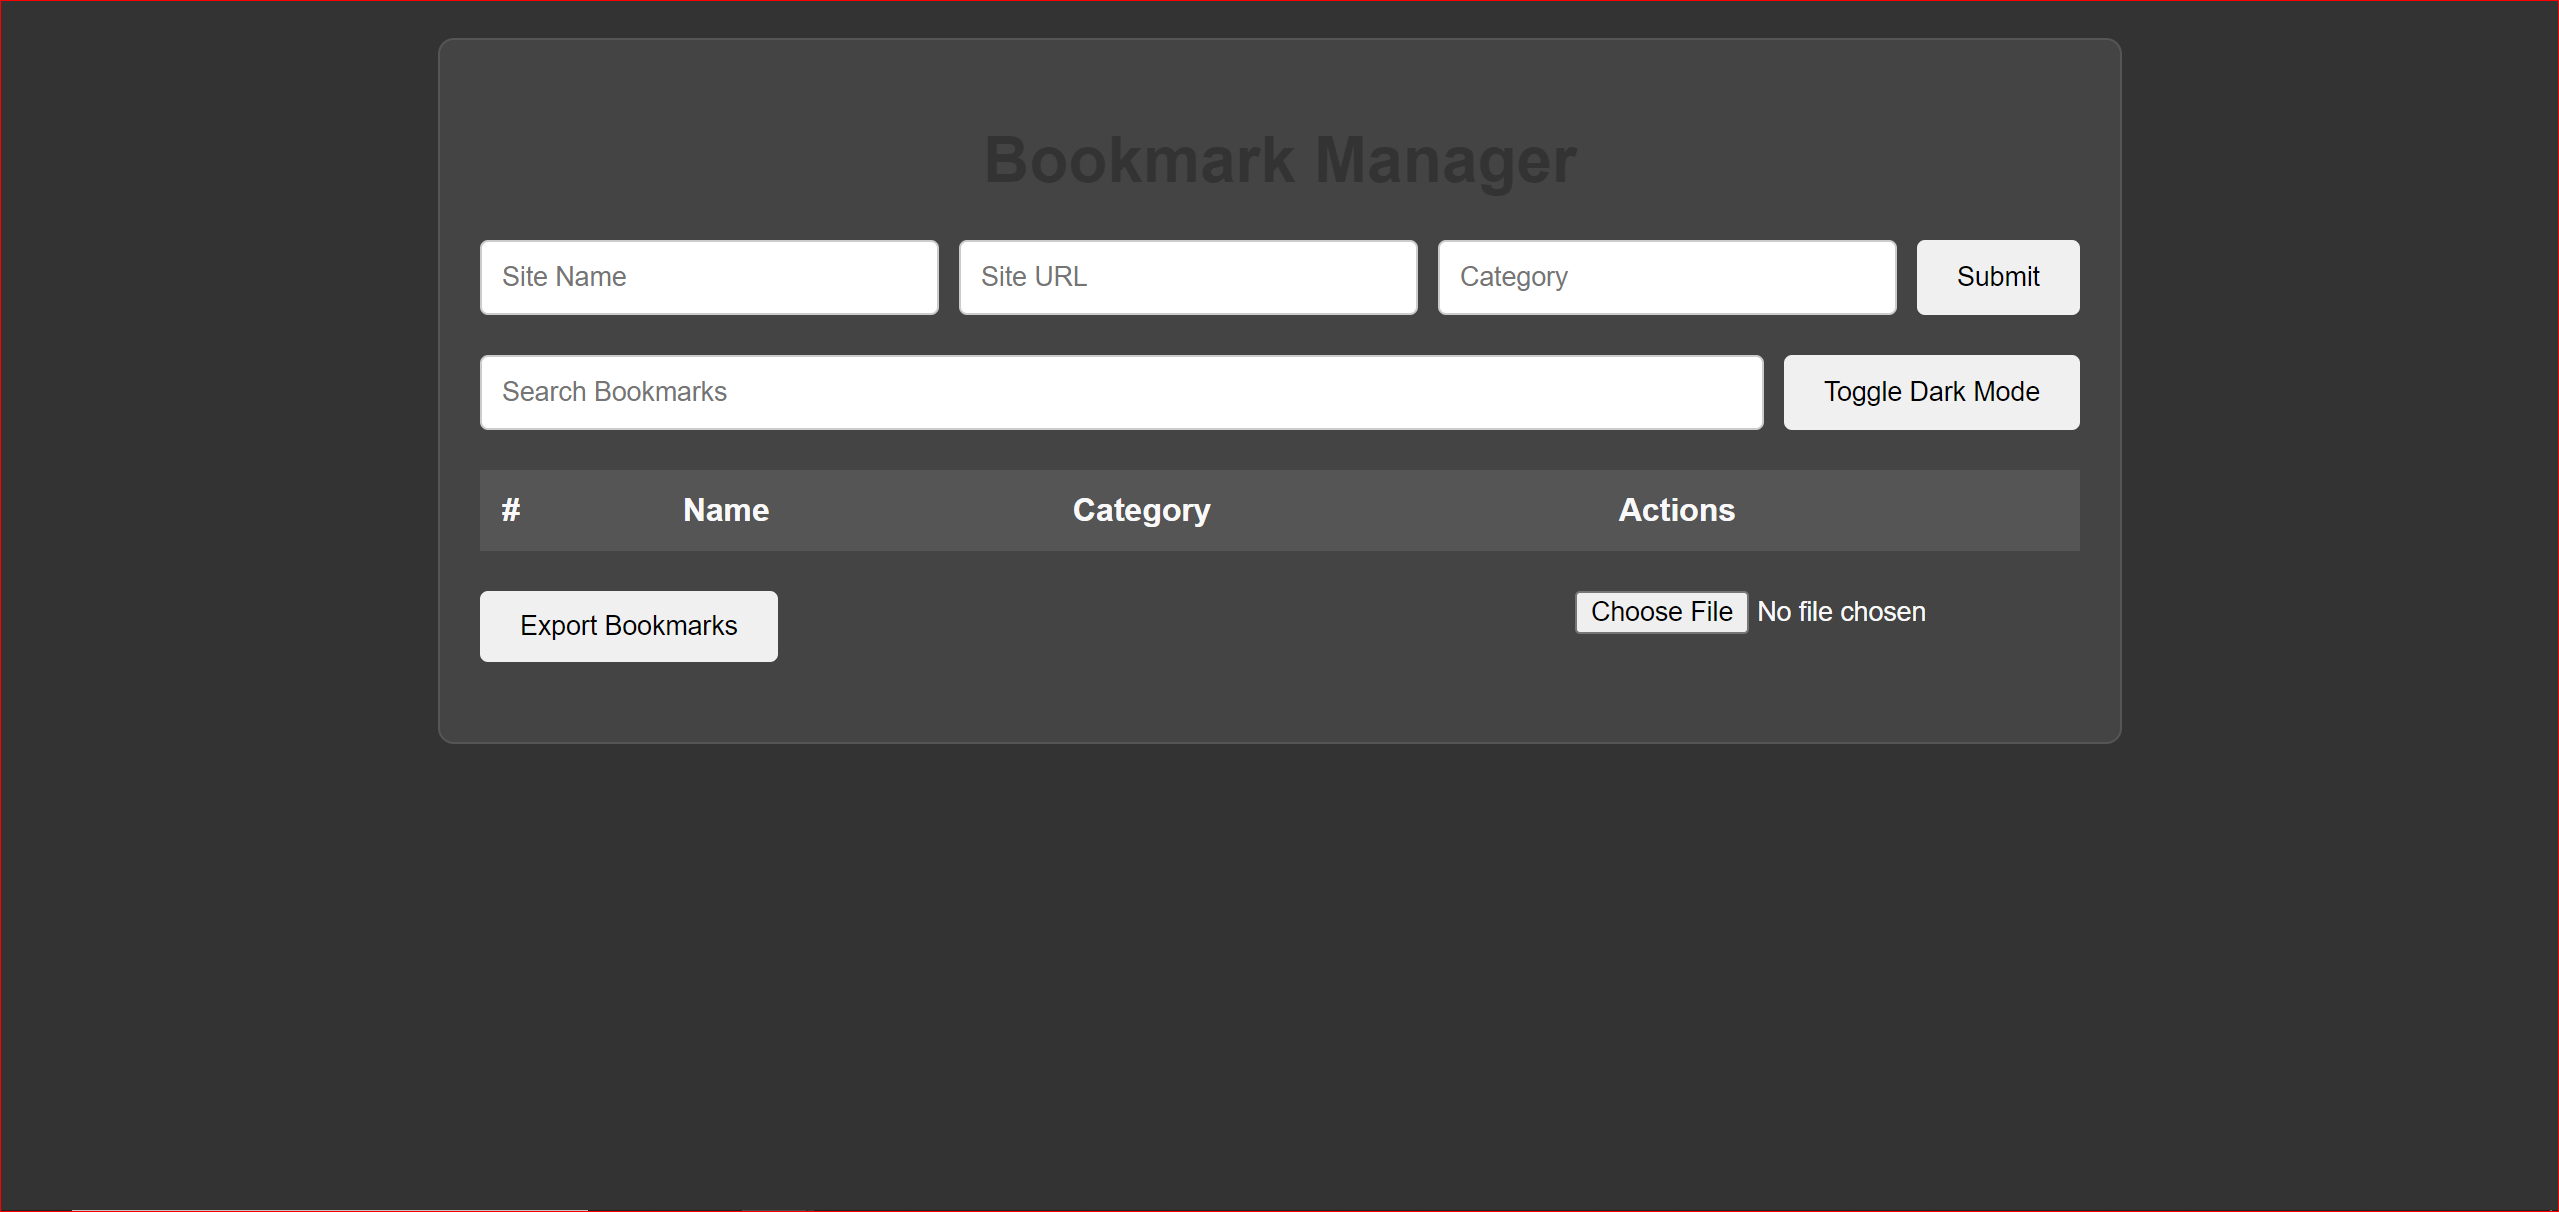 Bookmark Manager
Site Name Site URL Category Submit
Search Bookmarks Toggle Dark Mode
# Name Category Actions
Export Bookmarks Choose File No file chosen